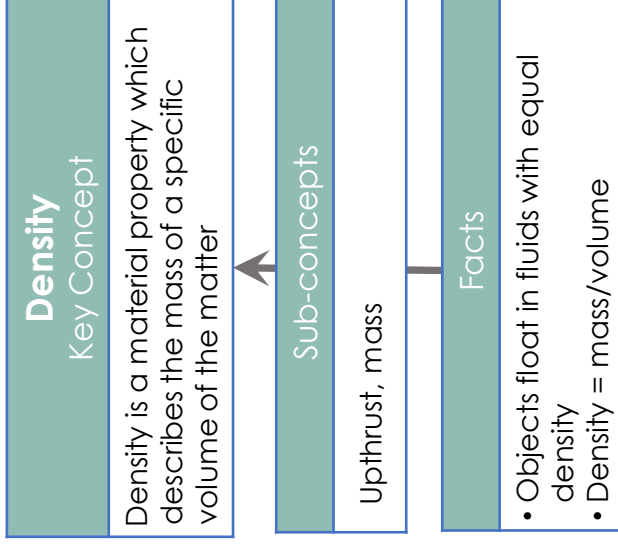 Density
Key Concept
Density is a material property which
describes the mass of a specific
volume of the matter
Sub-concepts
Upthrust, mass
Facts
• Objects float in fluids with equal
density
• Density = mass/volume